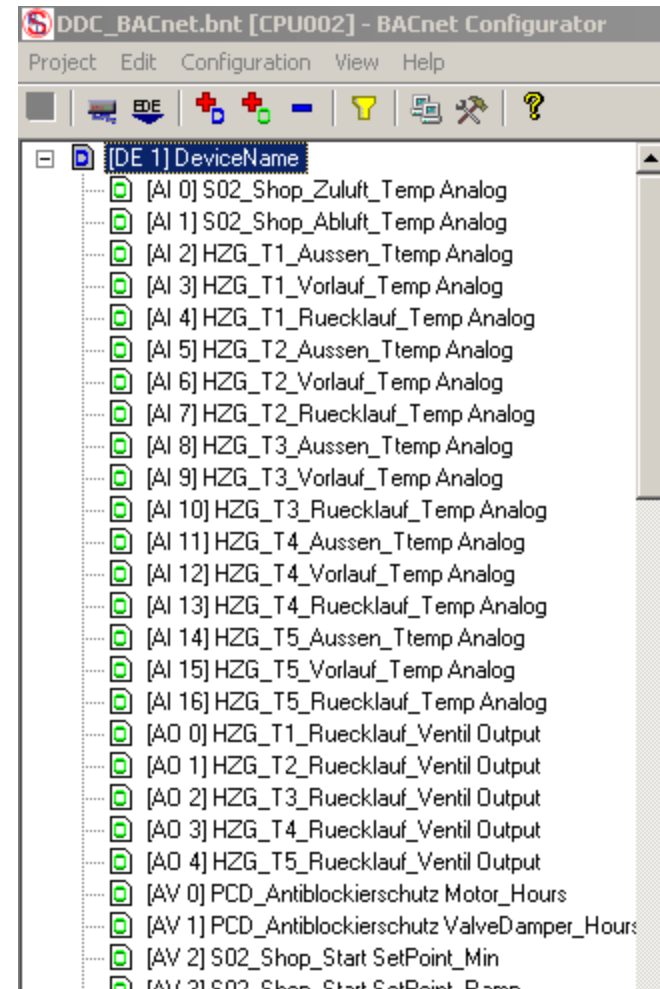 DDC_BACnet.bnt [CPU002] - BACnet Configurator
Project Edit Configuration View Help
EDE D O ?
[DE 1] DeviceName
[AI 0] S02_Shop_Zuluft_Temp Analog
[AI 1] S02_Shop_Abluft_Temp Analog
[AI 2] HZG_T1_Aussen_Ttemp Analog
[AI 3] HZG_T1_Vorlauf_Temp Analog
[AI 4] HZG_T1_Ruecklauf_Temp Analog
[AI 5] HZG_T2_Aussen_Ttemp Analog
[AI 6] HZG_T2_Vorlauf_Temp Analog
[AI 7] HZG_T2_Ruecklauf_Temp Analog
[AI 8] HZG_T3_Aussen_Ttemp Analog
[AI 9] HZG_T3_Vorlauf_Temp Analog
[AI 10] HZG_T3_Ruecklauf_Temp Analog
[AI 11] HZG_T4_Aussen_Ttemp Analog
[AI 12] HZG_T4_Vorlauf_Temp Analog
[AI 13] HZG_T4_Ruecklauf_Temp Analog
[AI 14] HZG_T5_Aussen_Ttemp Analog
[AI 15] HZG_T5_Vorlauf_Temp Analog
[AI 16] HZG_T5_Ruecklauf_Temp Analog
[AO 0] HZG_T1_Ruecklauf_Ventil Output
[AO 1] HZG_T2_Ruecklauf_Ventil Output
[AO 2] HZG_T3_Ruecklauf_Ventil Output
[AO 3] HZG_T4_Ruecklauf_Ventil Output
[AO 4] HZG_T5_Ruecklauf_Ventil Output
[AV 0] PCD_Antiblockierschutz Motor_Hours
[AV 1] PCD_Antiblockierschutz ValveDamper_Hours
[AV 2] S02_Shop_Start SetPoint_Min
[AV 3] S02_Shop_Start SetPoint_Ramp